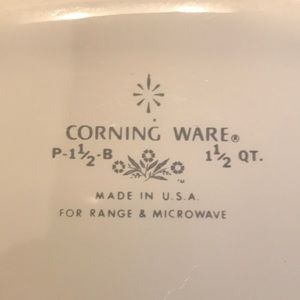 CORNING WARE®
P-1½-B 1½ QT.
MADE IN U.S.A.
FOR RANGE & MICROWAVE